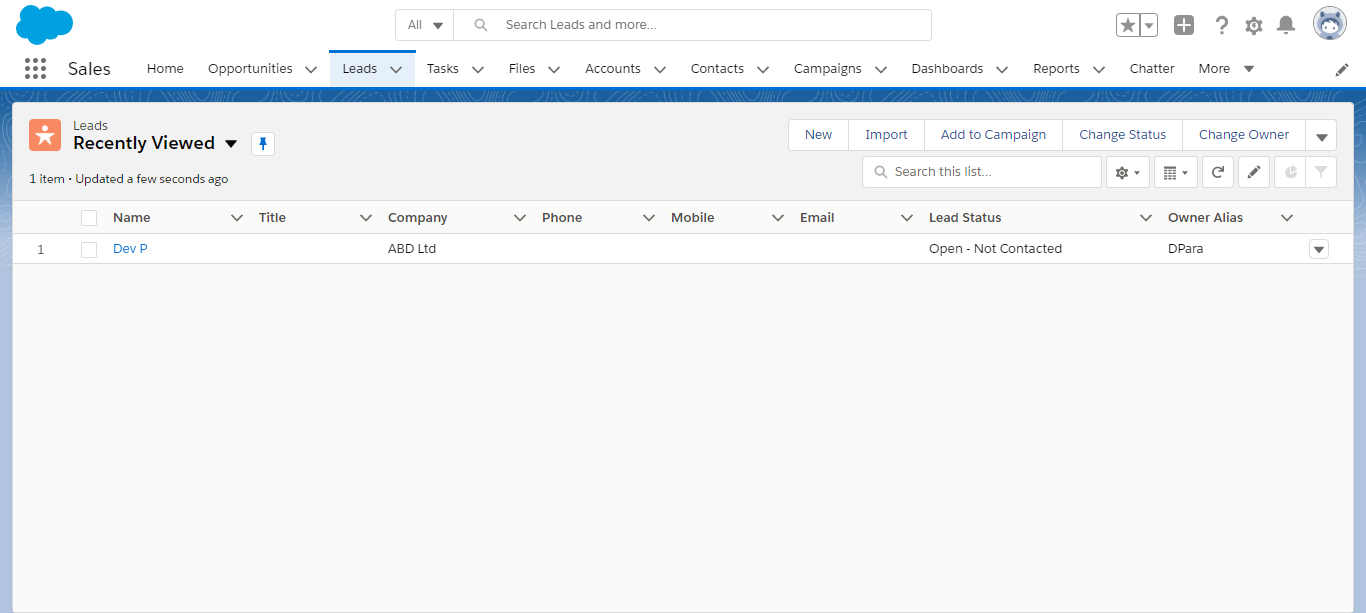 All Search Leads and more...
Sales Home Opportunities Leads Tasks Files Accounts Contacts Campaigns Dashboards Reports Chatter More
Leads
Recently Viewed
New Import Add to Campaign Change Status Change Owner
1 item • Updated a few seconds ago
Search this list...
Name Title Company Phone Mobile Email Lead Status Owner Alias
1 Dev P ABD Ltd Open - Not Contacted DPara